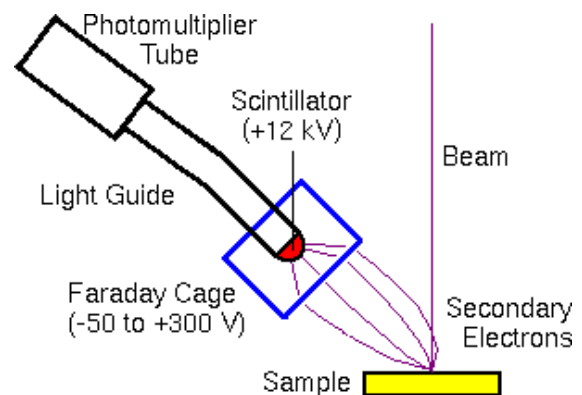 Photomultiplier
Tube
Scintillator
(+12 kV)
Beam
Light Guide
Faraday Cage
(-50 to +300 V)
Secondary
Electrons
Sample